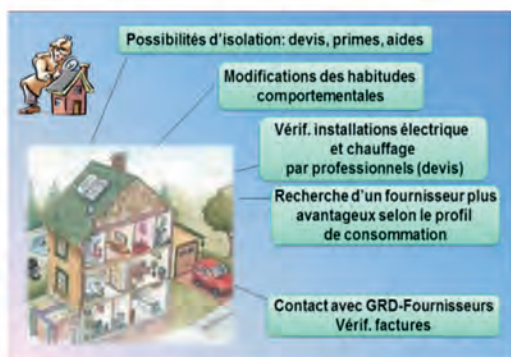 Possibilités d'isolation: devis, primes, aides
Modifications des habitudes
comportementales
Vérif. installations électrique
et chauffage
par professionnels (devis)
Recherche d'un fournisseur plus
avantageux selon le profil
de consommation
Contact avec GRD-Fournisseurs
Vérif. factures